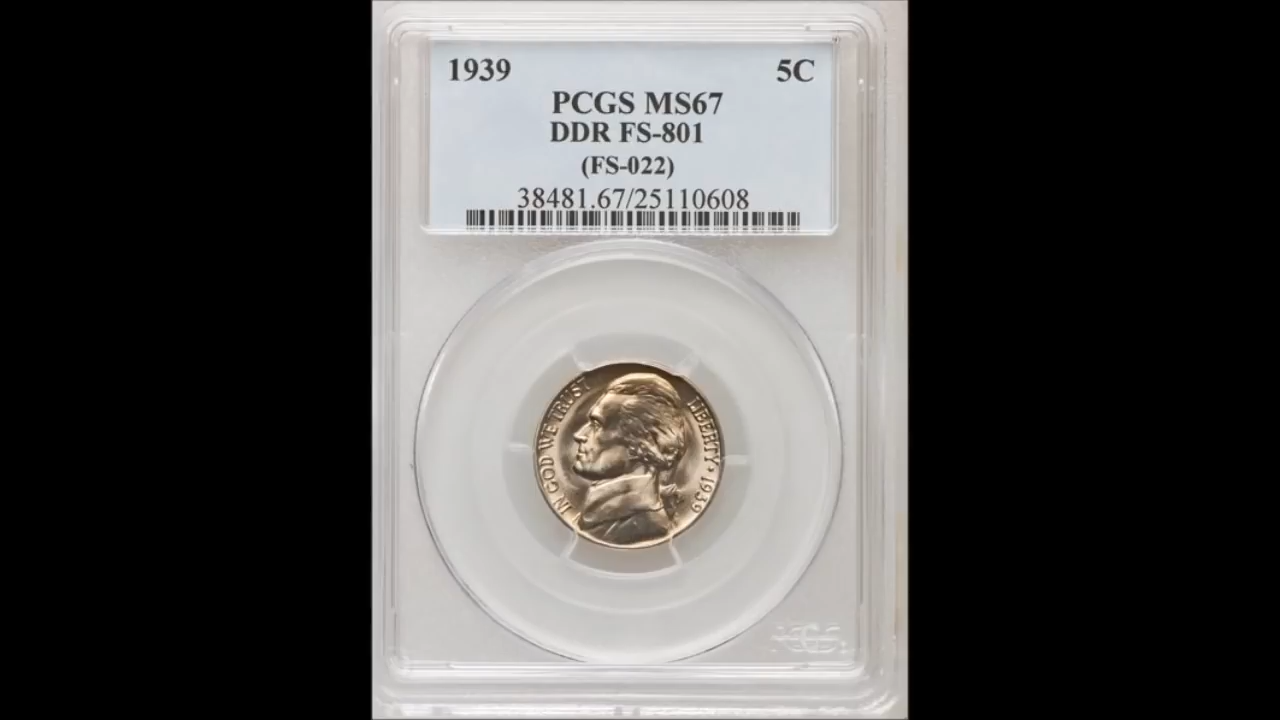 1939 5C
PCGS MS67
DDR FS-801
(FS-022)
38481.67/25110608
IN GOD WE TRUST
LIBERTY · 1939
PCGS